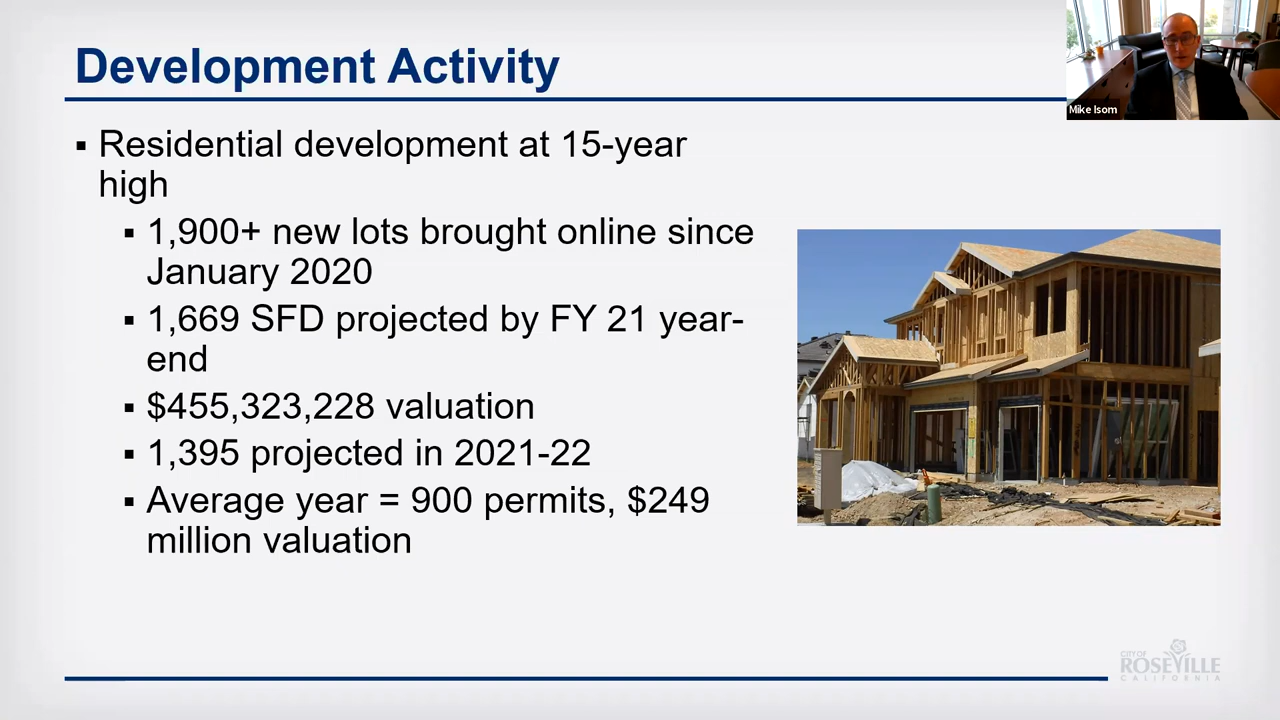 Development Activity
Mike Isom
▪ Residential development at 15-year
high
▪ 1,900+ new lots brought online since
January 2020
▪ 1,669 SFD projected by FY 21 year-
end
▪ $455,323,228 valuation
▪ 1,395 projected in 2021-22
▪ Average year = 900 permits, $249
million valuation
CITY OF
ROSEVILLE
CALIFORNIA